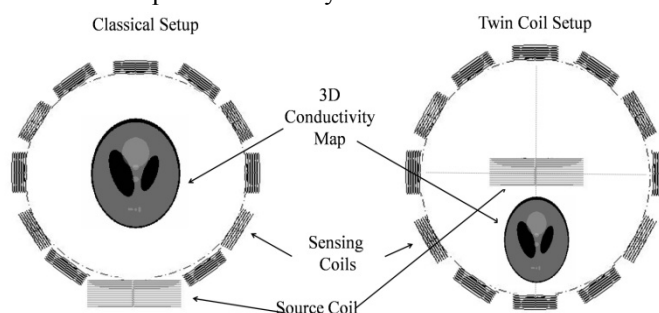 Classical Setup
Twin Coil Setup
3D
Conductivity
Map
Sensing
Coils
Source Coil